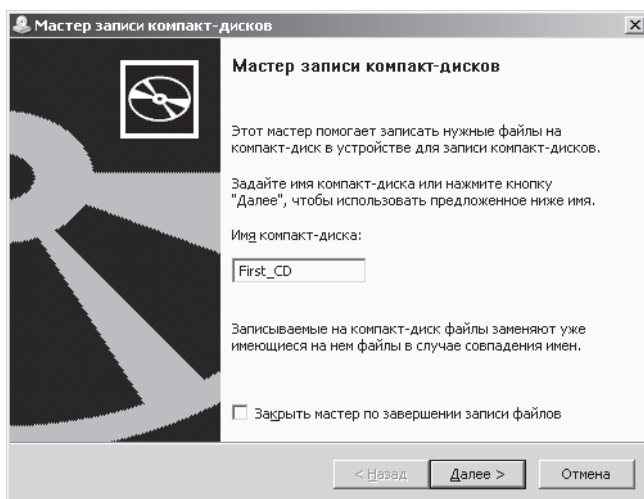 Мастер записи компакт-дисков
Мастер записи компакт-дисков
Этот мастер помогает записать нужные файлы на
компакт-диск в устройстве для записи компакт-дисков.
Задайте имя компакт-диска или нажмите кнопку
"Далее", чтобы использовать предложенное ниже имя.
Имя компакт-диска:
First_CD
Записываемые на компакт-диск файлы заменяют уже
имеющиеся на нем файлы в случае совпадения имен.
Закрыть мастер по завершении записи файлов
< Назад
Далее >
Отмена